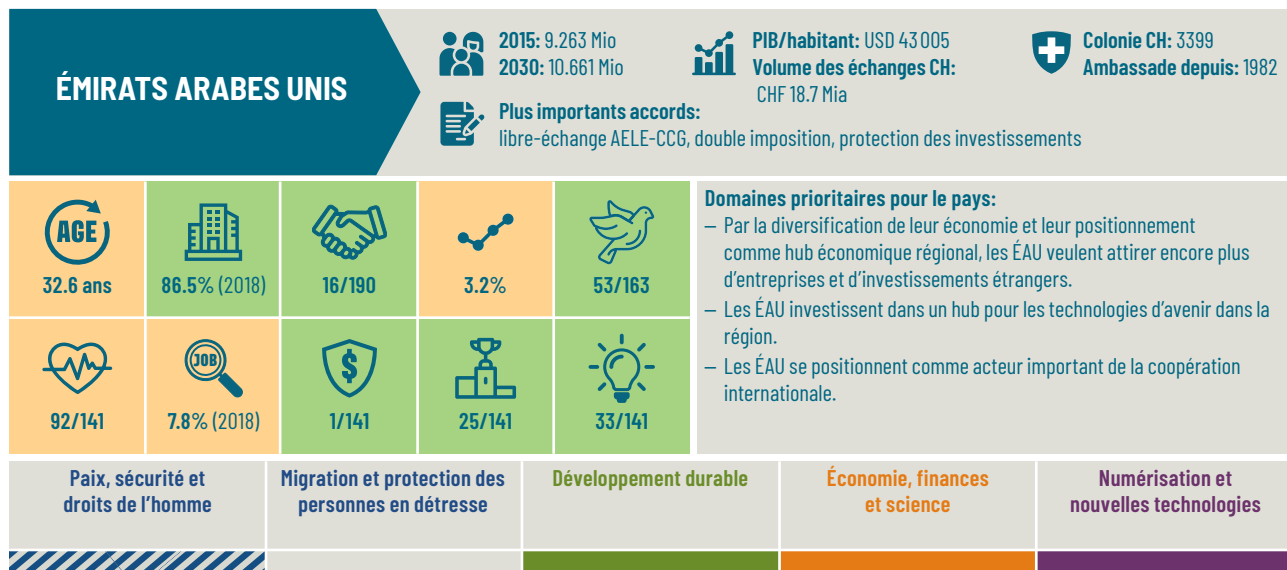 ÉMIRATS ARABES UNIS
2015: 9.263 Mio
2030: 10.661 Mio
PIB/habitant: USD 43 005
Volume des échanges CH:
CHF 18.7 Mia
Colonie CH: 3399
Ambassade depuis: 1982
Plus importants accords:
libre-échange AELE-CCG, double imposition, protection des investissements
AGE
32.6 ans
86.5% (2018)
16/190
3.2%
53/163
92/141
JOB
7.8% (2018)
$
1/141
25/141
33/141
Domaines prioritaires pour le pays:
– Par la diversification de leur économie et leur positionnement
comme hub économique régional, les ÉAU veulent attirer encore plus
d'entreprises et d'investissements étrangers.
– Les ÉAU investissent dans un hub pour les technologies d'avenir dans la
région.
– Les ÉAU se positionnent comme acteur important de la coopération
internationale.
Paix, sécurité et
droits de l'homme
Migration et protection des
personnes en détresse
Développement durable
Économie, finances
et science
Numérisation et
nouvelles technologies